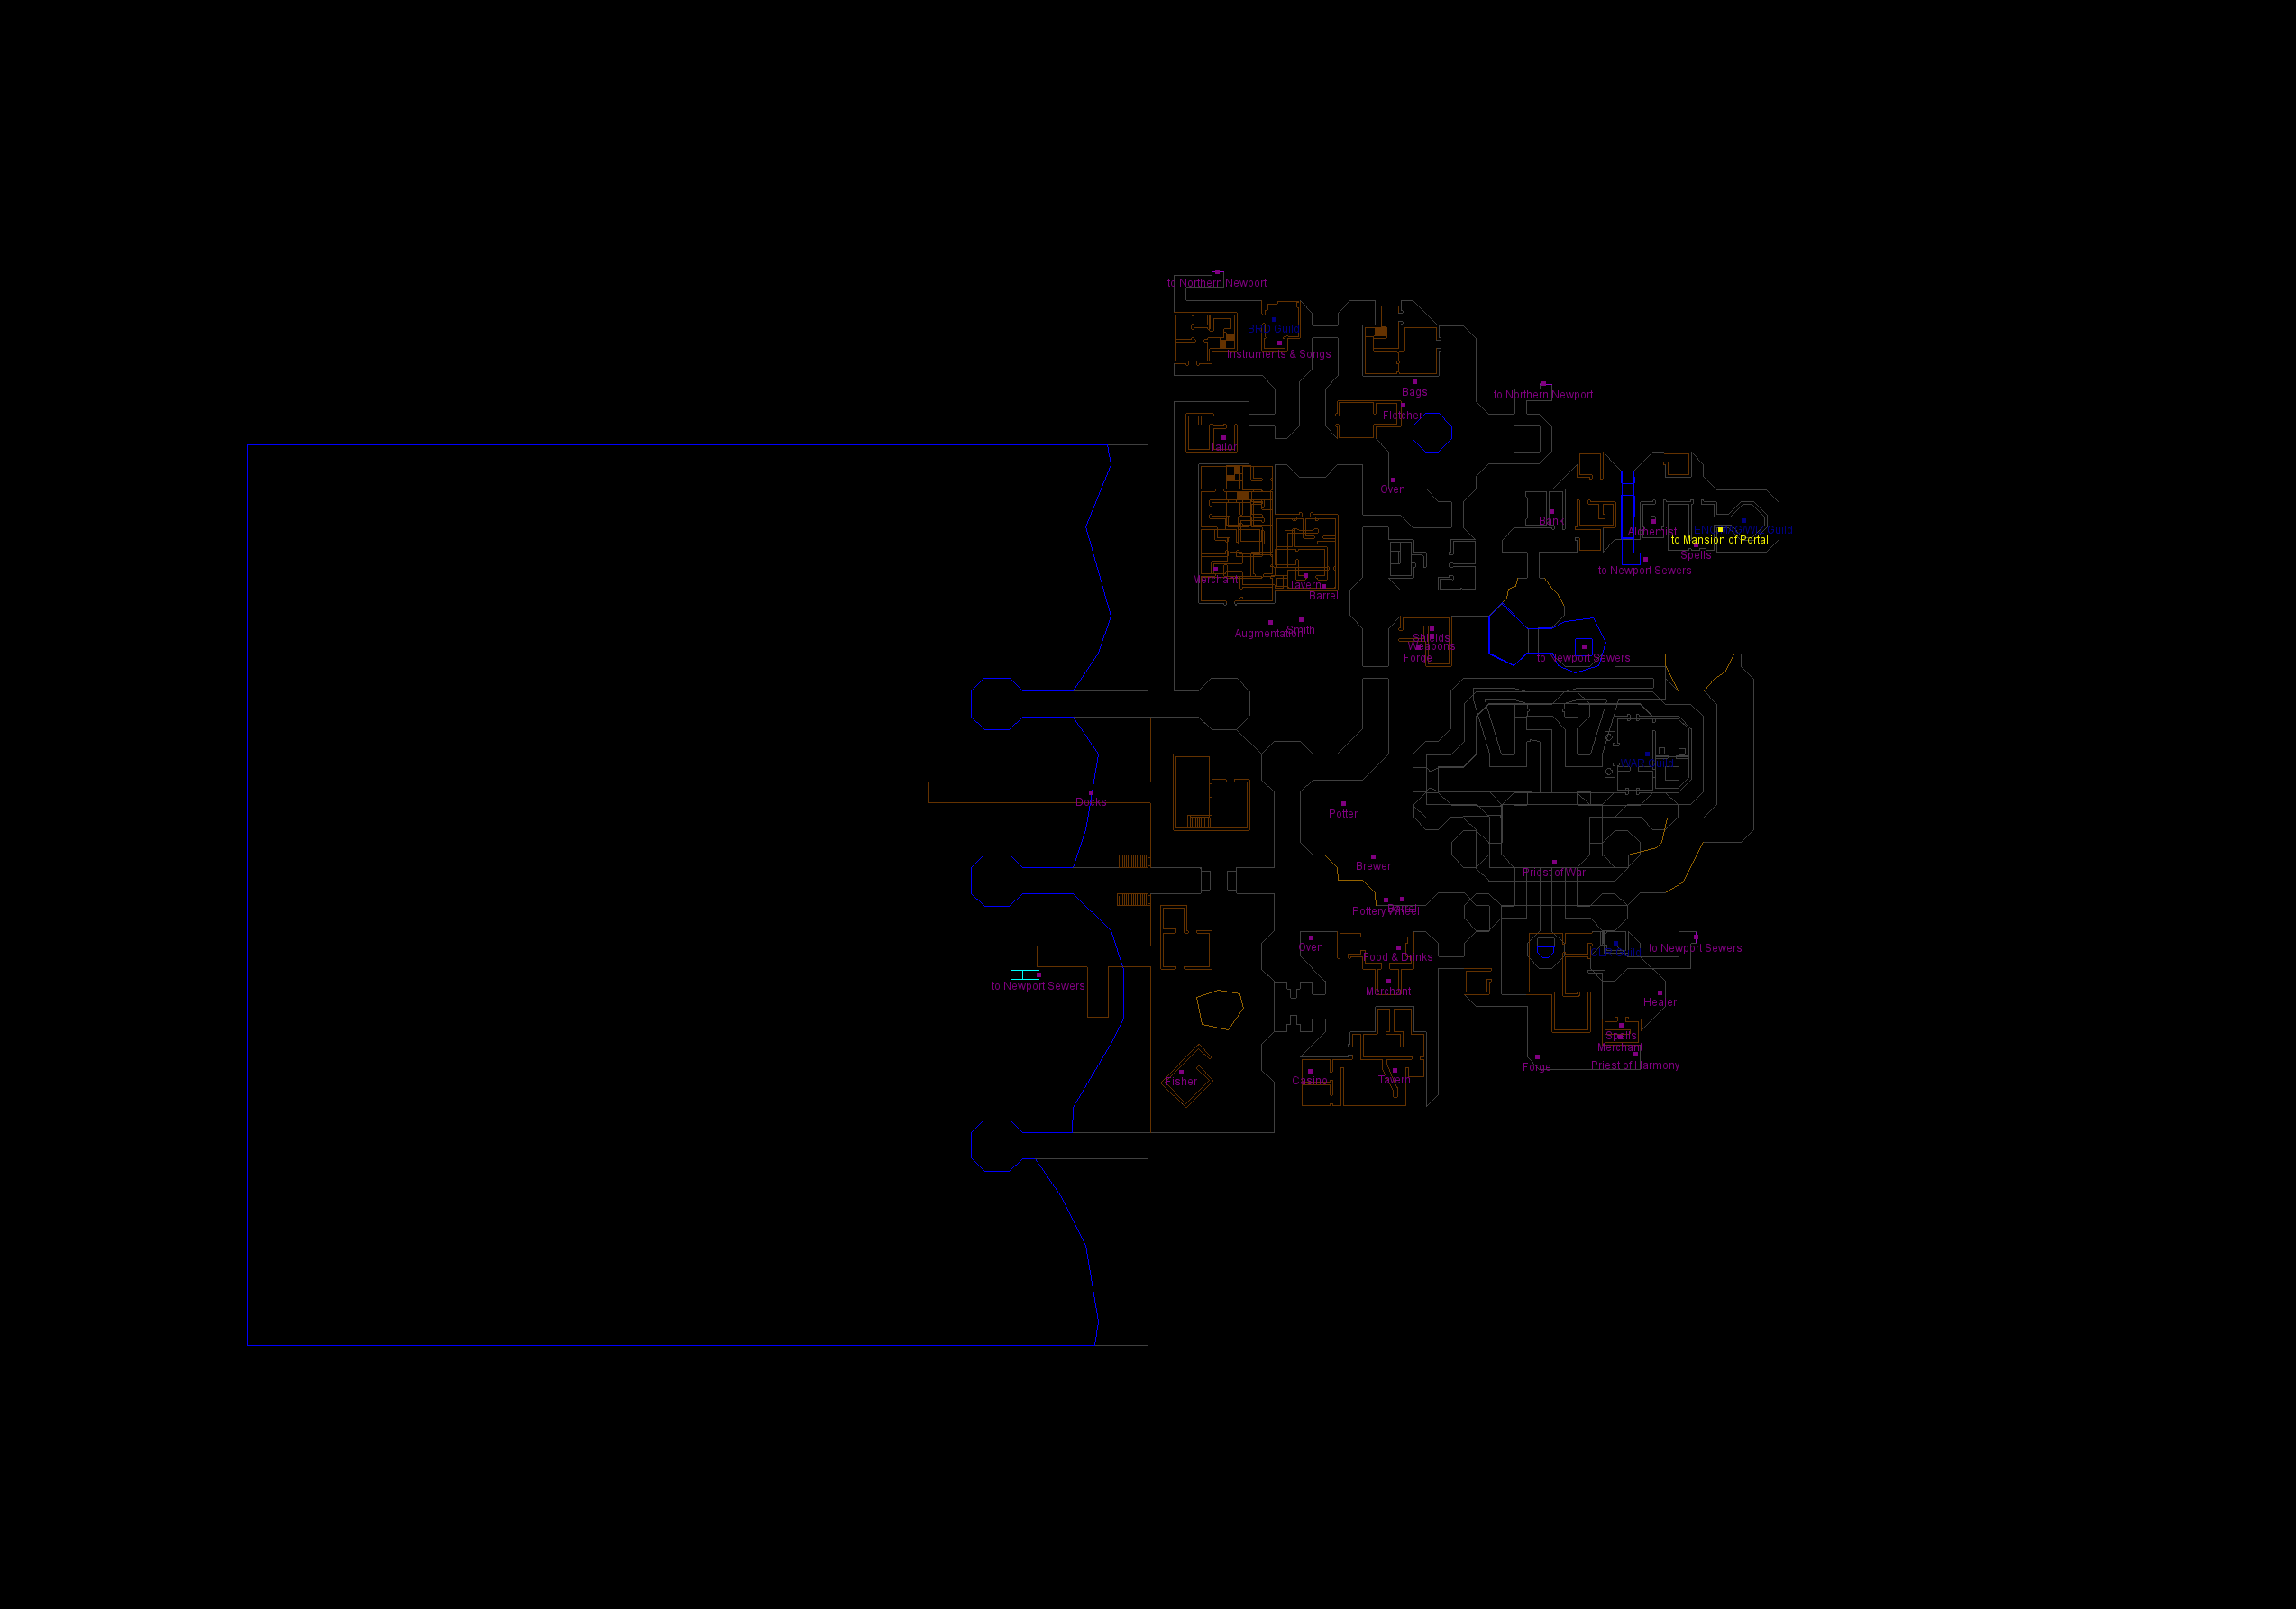 to Northern Newport
BRD Guild
Instruments & Songs
Bags
to Northern Newport
Fletcher
Tailor
Oven
Bank
Alchemist
to Mansion of Portal
Spells
to Newport Sewers
Merchant
Tavern
Barrel
Augmentation
Smith
Shields
Weapons
Forge
to Newport Sewers
WAR Guild
Docks
Potter
Brewer
Priest of War
Pottery Wheel
Barrel
Oven
Food & Drinks
to Newport Sewers
to Newport Sewers
Merchant
Healer
Spells
Merchant
Priest of Harmony
Forge
Fisher
Casino
Tavern